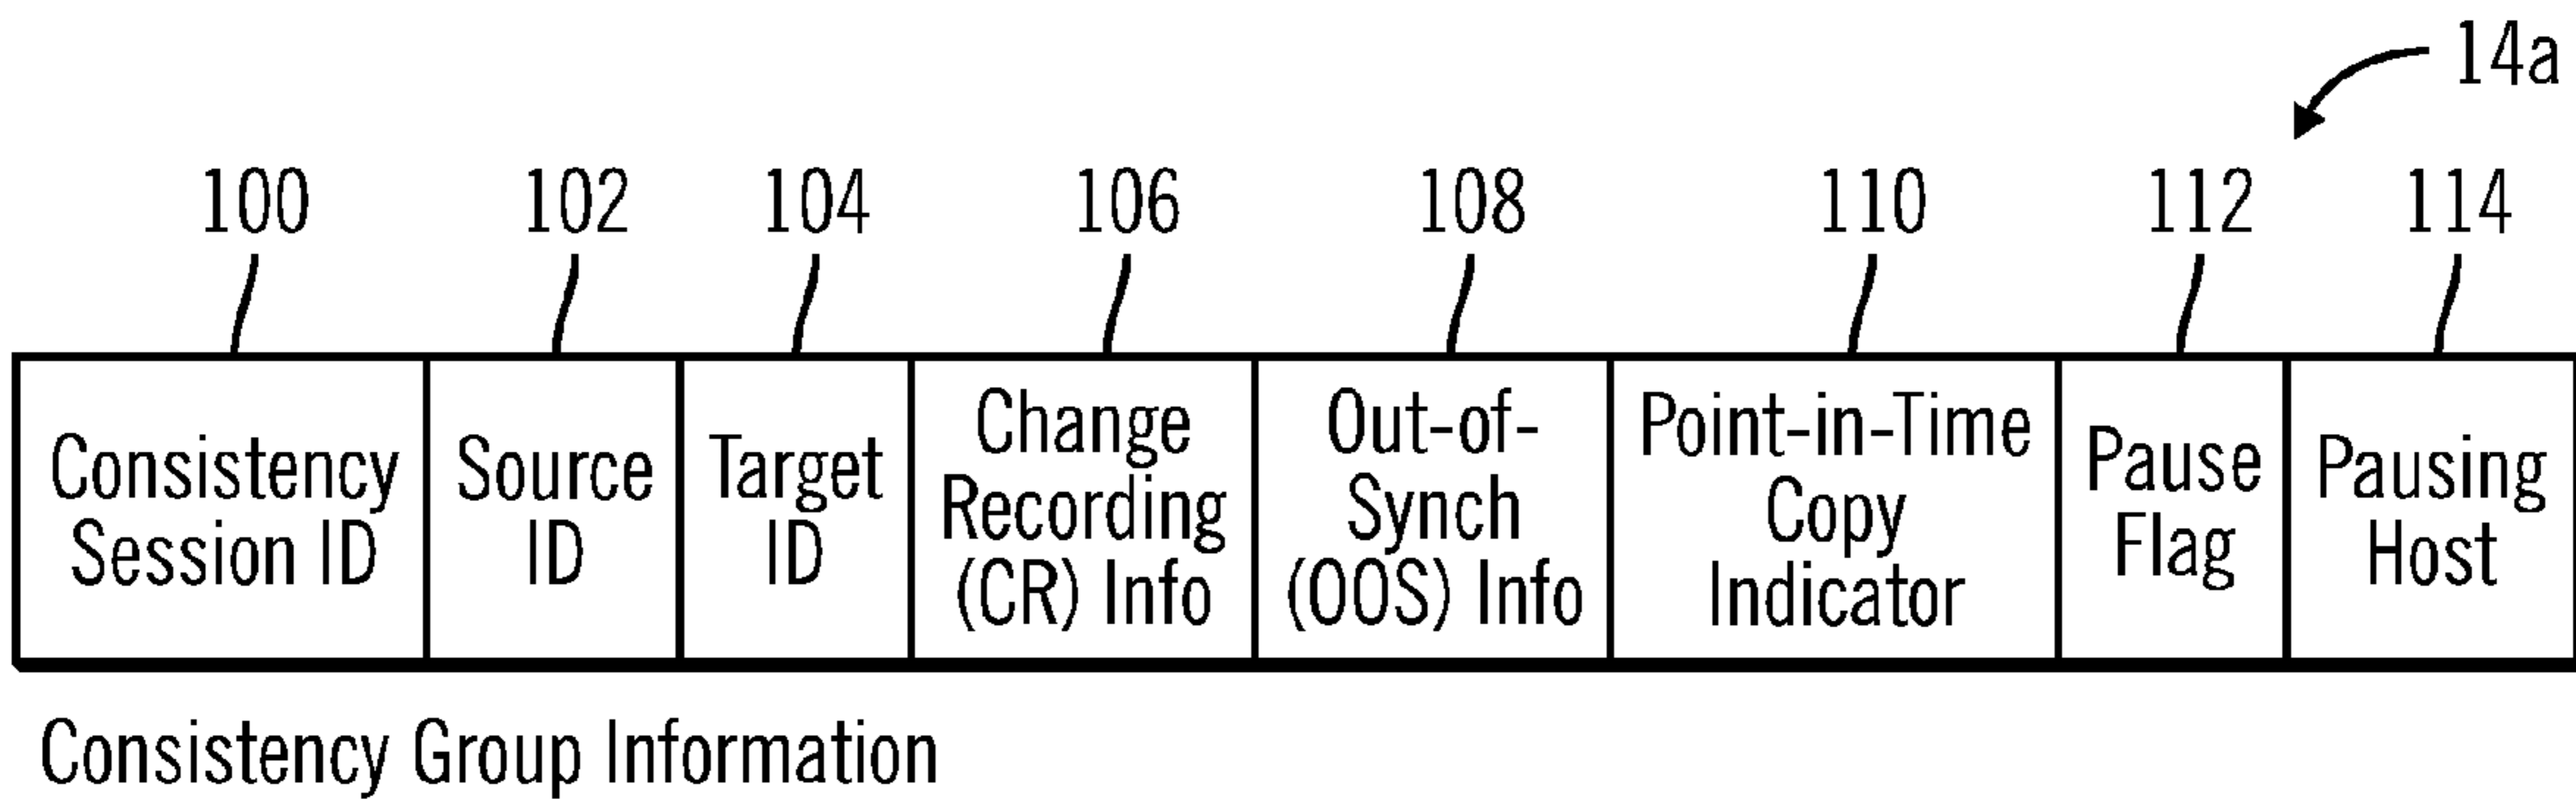 14a
100 102 104 106 108 110 112 114
Consistency
Session ID
Source
ID
Target
ID
Change
Recording
(CR) Info
Out-of-
Synch
(OOS) Info
Point-in-Time
Copy
Indicator
Pause
Flag
Pausing
Host
Consistency Group Information